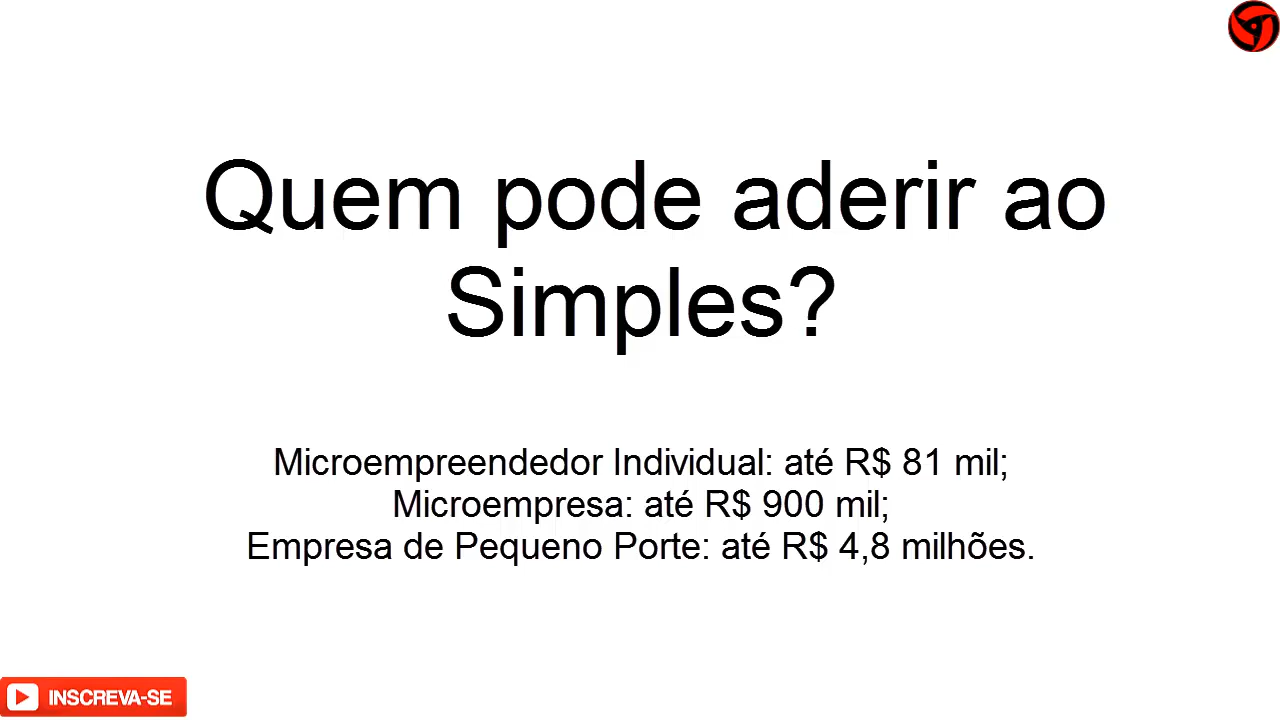 Quem pode aderir ao
Simples?
Microempreendedor Individual: até R$ 81 mil;
Microempresa: até R$ 900 mil;
Empresa de Pequeno Porte: até R$ 4,8 milhões.
INSCREVA-SE